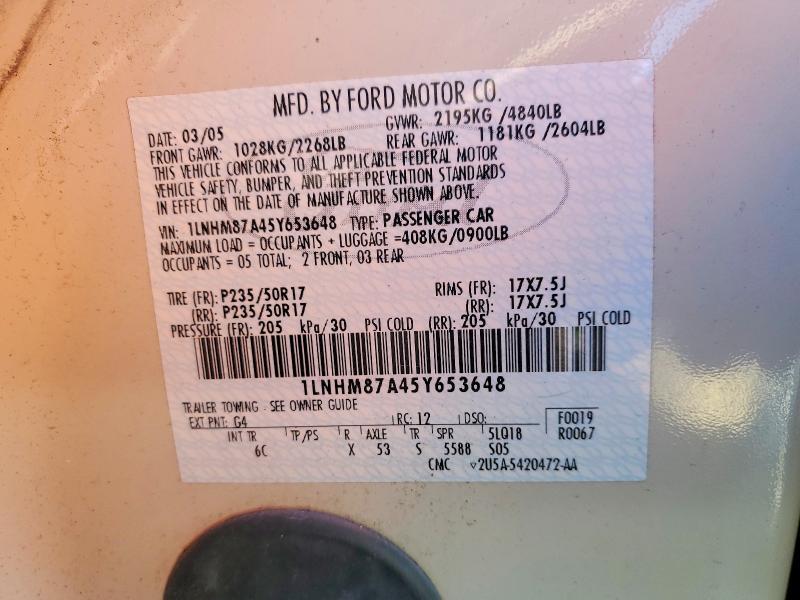 MFD. BY FORD MOTOR CO.
DATE: 03/05 GVWR: 2195KG /4840LB
FRONT GAWR: 1028KG/2268LB REAR GAWR: 1181KG /2604LB
THIS VEHICLE CONFORMS TO ALL APPLICABLE FEDERAL MOTOR
VEHICLE SAFETY, BUMPER, AND THEFT PREVENTION STANDARDS
IN EFFECT ON THE DATE OF MANUFACTURE SHOWN ABOVE.
VIN: 1LNHM87A45Y653648 TYPE: PASSENGER CAR
MAXIMUM LOAD = OCCUPANTS + LUGGAGE =408KG/0900LB
OCCUPANTS = 05 TOTAL; 2 FRONT, 03 REAR
TIRE (FR): P235/50R17 RIMS (FR): 17X7.5J
(RR): P235/50R17 (RR): 17X7.5J
PRESSURE (FR): 205 kPa/30 PSI COLD (RR): 205 kPa/30 PSI COLD
1LNHM87A45Y653648
TRAILER TOWING - SEE OWNER GUIDE
EXT PNT: G4 RC: 12 DSO: F0019
INT TR TP/PS R AXLE TR SPR 5LQ18 R0067
6C X 53 S 5588 S05
CMC ▽2U5A-5420472-AA